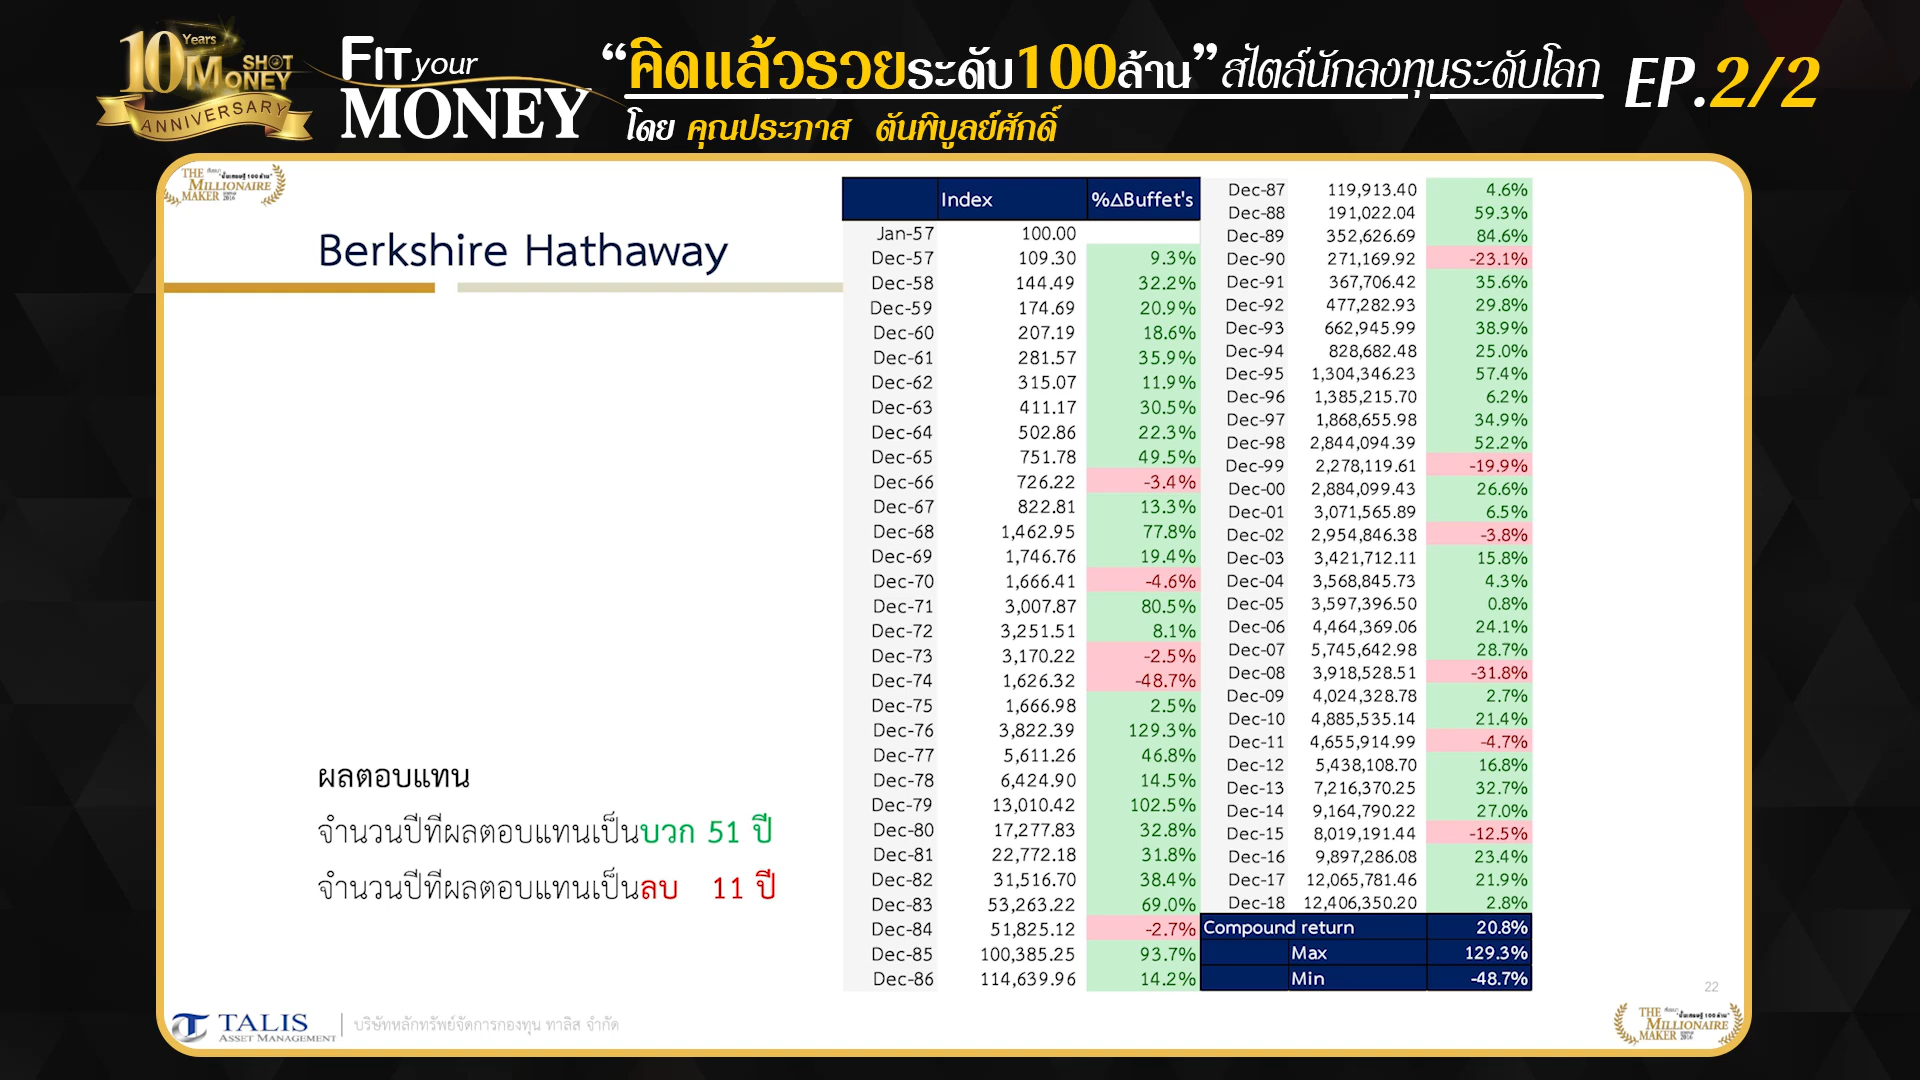 10 Years
SHOT
MONEY
ANNIVERSARY
FIT your
MONEY
“คิดแล้วรวยระดับ100ล้าน” สไตล์นักลงทุนระดับโลก EP.2/2
โดย คุณประภาส ตันพิบูลย์ศักดิ์
THE
MILLIONAIRE
MAKER 2016
Berkshire Hathaway
ผลตอบแทน
จำนวนปีทีผลตอบแทนเป็นบวก 51 ปี
จำนวนปีทีผลตอบแทนเป็นลบ 11 ปี
Index %ΔBuffet's
Jan-57 100.00
Dec-57 109.30 9.3%
Dec-58 144.49 32.2%
Dec-59 174.69 20.9%
Dec-60 207.19 18.6%
Dec-61 281.57 35.9%
Dec-62 315.07 11.9%
Dec-63 411.17 30.5%
Dec-64 502.86 22.3%
Dec-65 751.78 49.5%
Dec-66 726.22 -3.4%
Dec-67 822.81 13.3%
Dec-68 1,462.95 77.8%
Dec-69 1,746.76 19.4%
Dec-70 1,666.41 -4.6%
Dec-71 3,007.87 80.5%
Dec-72 3,251.51 8.1%
Dec-73 3,170.22 -2.5%
Dec-74 1,626.32 -48.7%
Dec-75 1,666.98 2.5%
Dec-76 3,822.39 129.3%
Dec-77 5,611.26 46.8%
Dec-78 6,424.90 14.5%
Dec-79 13,010.42 102.5%
Dec-80 17,277.83 32.8%
Dec-81 22,772.18 31.8%
Dec-82 31,516.70 38.4%
Dec-83 53,263.22 69.0%
Dec-84 51,825.12 -2.7%
Dec-85 100,385.25 93.7%
Dec-86 114,639.96 14.2%
Dec-87 119,913.40 4.6%
Dec-88 191,022.04 59.3%
Dec-89 352,626.69 84.6%
Dec-90 271,169.92 -23.1%
Dec-91 367,706.42 35.6%
Dec-92 477,282.93 29.8%
Dec-93 662,945.99 38.9%
Dec-94 828,682.48 25.0%
Dec-95 1,304,346.23 57.4%
Dec-96 1,385,215.70 6.2%
Dec-97 1,868,655.98 34.9%
Dec-98 2,844,094.39 52.2%
Dec-99 2,278,119.61 -19.9%
Dec-00 2,884,099.43 26.6%
Dec-01 3,071,565.89 6.5%
Dec-02 2,954,846.38 -3.8%
Dec-03 3,421,712.11 15.8%
Dec-04 3,568,845.73 4.3%
Dec-05 3,597,396.50 0.8%
Dec-06 4,464,369.06 24.1%
Dec-07 5,745,642.98 28.7%
Dec-08 3,918,528.51 -31.8%
Dec-09 4,024,328.78 2.7%
Dec-10 4,885,535.14 21.4%
Dec-11 4,655,914.99 -4.7%
Dec-12 5,438,108.70 16.8%
Dec-13 7,216,370.25 32.7%
Dec-14 9,164,790.22 27.0%
Dec-15 8,019,191.44 -12.5%
Dec-16 9,897,286.08 23.4%
Dec-17 12,065,781.46 21.9%
Dec-18 12,406,350.20 2.8%
Compound return 20.8%
Max 129.3%
Min -48.7%
22
TALIS
ASSET MANAGEMENT
บริษัทหลักทรัพย์จัดการกองทุน ทาลิส จำกัด
THE
MILLIONAIRE
MAKER 2016